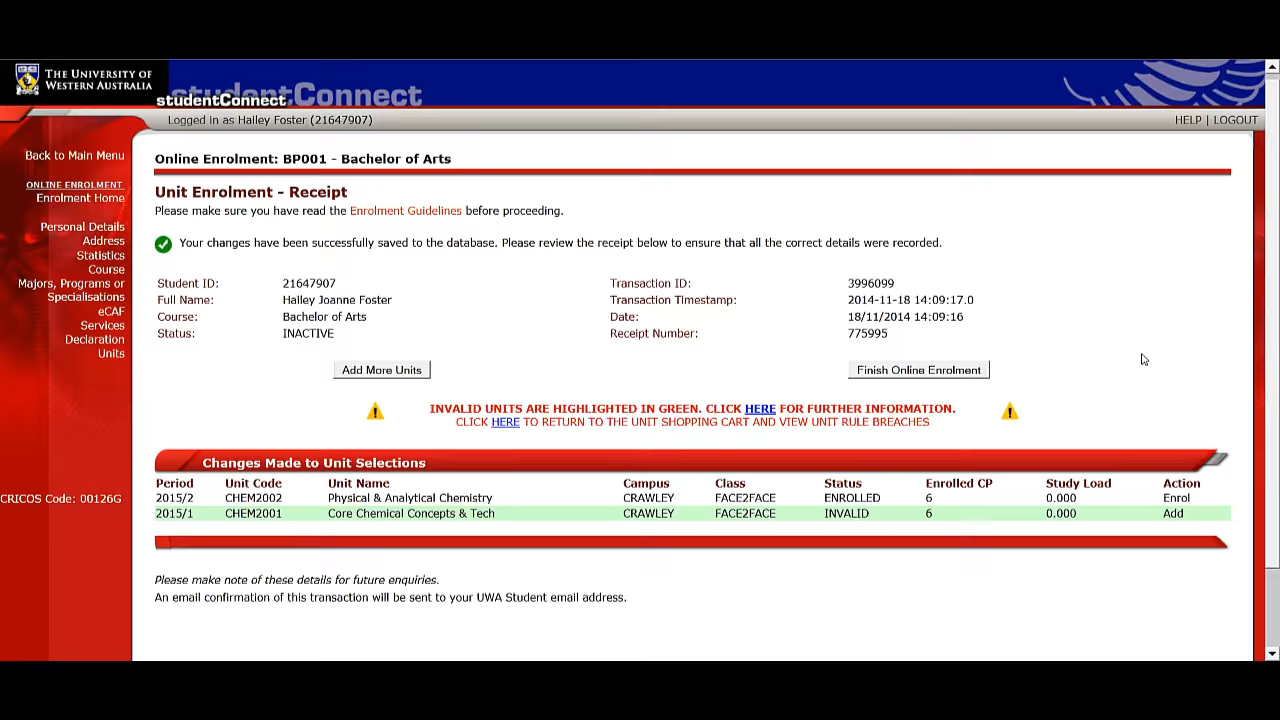 THE UNIVERSITY OF
WESTERN AUSTRALIA
studentConnect
studentConnect
Logged in as Hailey Foster (21647907)
HELP | LOGOUT
Back to Main Menu
ONLINE ENROLMENT
Enrolment Home
Personal Details
Address
Statistics
Course
Majors, Programs or
Specialisations
eCAF
Services
Declaration
Units
CRICOS Code: 00126G
Online Enrolment: BP001 - Bachelor of Arts
Unit Enrolment - Receipt
Please make sure you have read the Enrolment Guidelines before proceeding.
Your changes have been successfully saved to the database. Please review the receipt below to ensure that all the correct details were recorded.
Student ID: 21647907 Transaction ID: 3996099
Full Name: Hailey Joanne Foster Transaction Timestamp: 2014-11-18 14:09:17.0
Course: Bachelor of Arts Date: 18/11/2014 14:09:16
Status: INACTIVE Receipt Number: 775995
Add More Units Finish Online Enrolment
INVALID UNITS ARE HIGHLIGHTED IN GREEN. CLICK HERE FOR FURTHER INFORMATION.
CLICK HERE TO RETURN TO THE UNIT SHOPPING CART AND VIEW UNIT RULE BREACHES
Changes Made to Unit Selections
Period Unit Code Unit Name Campus Class Status Enrolled CP Study Load Action
2015/2 CHEM2002 Physical & Analytical Chemistry CRAWLEY FACE2FACE ENROLLED 6 0.000 Enrol
2015/1 CHEM2001 Core Chemical Concepts & Tech CRAWLEY FACE2FACE INVALID 6 0.000 Add
Please make note of these details for future enquiries.
An email confirmation of this transaction will be sent to your UWA Student email address.